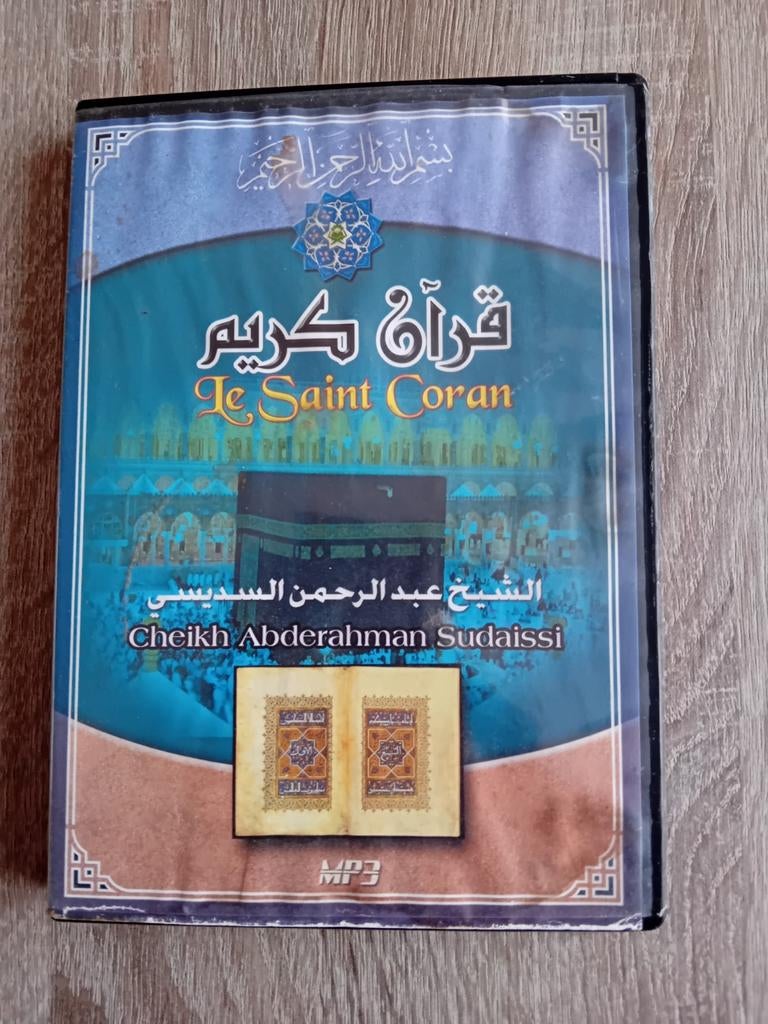 بسم الله الرحمن الرحيم
قرآن كريم
Le Saint Coran
الشيخ عبد الرحمن السديسي
Cheikh Abderahman Sudaissi
MP3